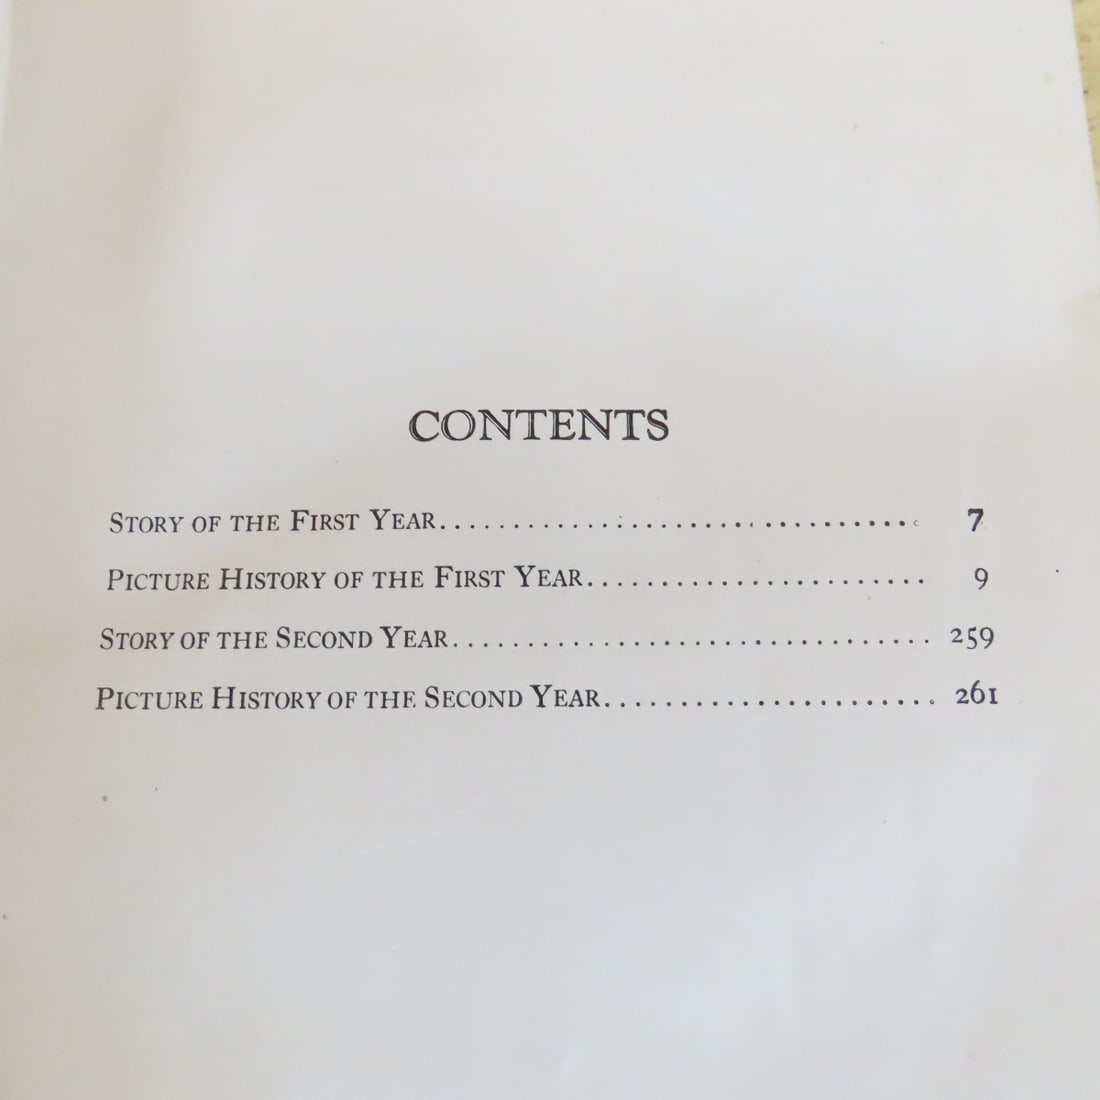 CONTENTS
Story of the First Year........................................ 7
Picture History of the First Year........................ 9
Story of the Second Year.................................. 259
Picture History of the Second Year........................ 261